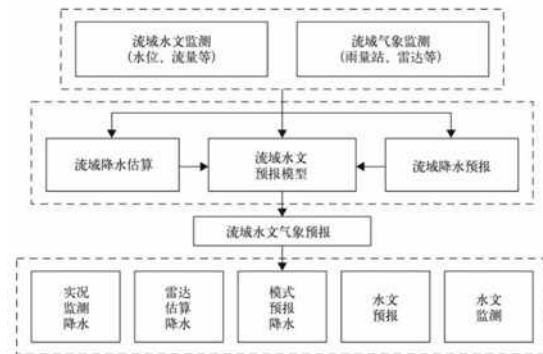 流域水文监测
(水位、流量等)
流域气象监测
(雨量站、雷达等)
流域降水估算
流域水文
预报模型
流域降水预报
流域水文气象预报
实况
监测
降水
雷达
估算
降水
模式
预报
降水
水文
预报
水文
监测